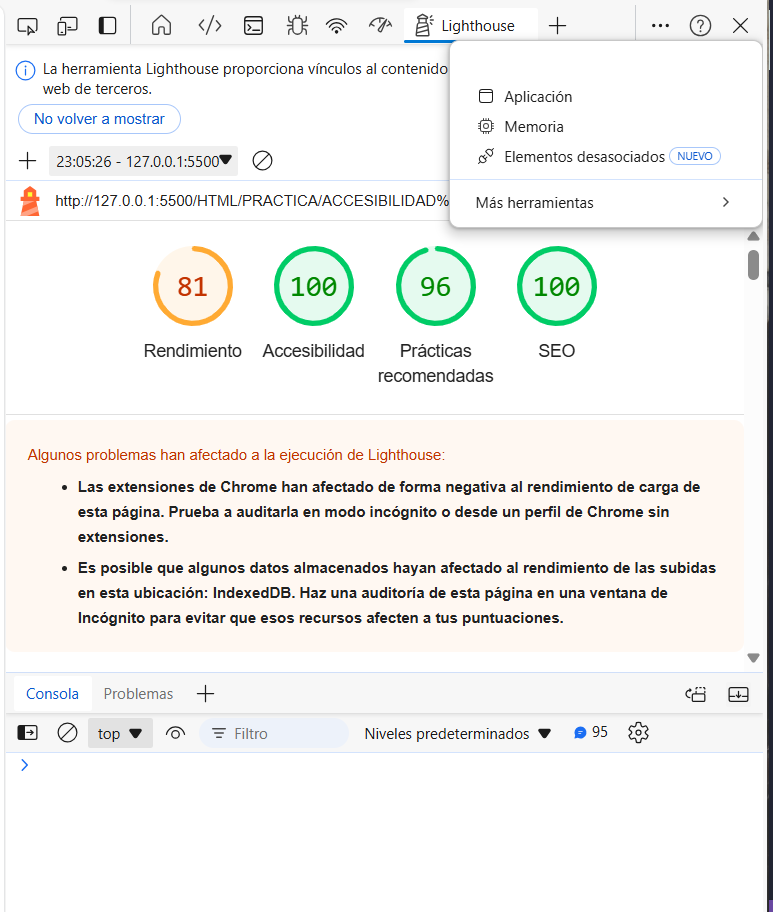 Lighthouse
La herramienta Lighthouse proporciona vínculos al contenido
web de terceros.
No volver a mostrar
Aplicación
Memoria
Elementos desasociados NUEVO
Más herramientas
23:05:26 - 127.0.0.1:5500
http://127.0.0.1:5500/HTML/PRACTICA/ACCESIBILIDAD%
81
100
96
100
Rendimiento
Accesibilidad
Prácticas
recomendadas
SEO
Algunos problemas han afectado a la ejecución de Lighthouse:
Las extensiones de Chrome han afectado de forma negativa al rendimiento de carga de
esta página. Prueba a auditarla en modo incógnito o desde un perfil de Chrome sin
extensiones.
Es posible que algunos datos almacenados hayan afectado al rendimiento de las subidas
en esta ubicación: IndexedDB. Haz una auditoría de esta página en una ventana de
Incógnito para evitar que esos recursos afecten a tus puntuaciones.
Consola
Problemas
top
Filtro
Niveles predeterminados
95